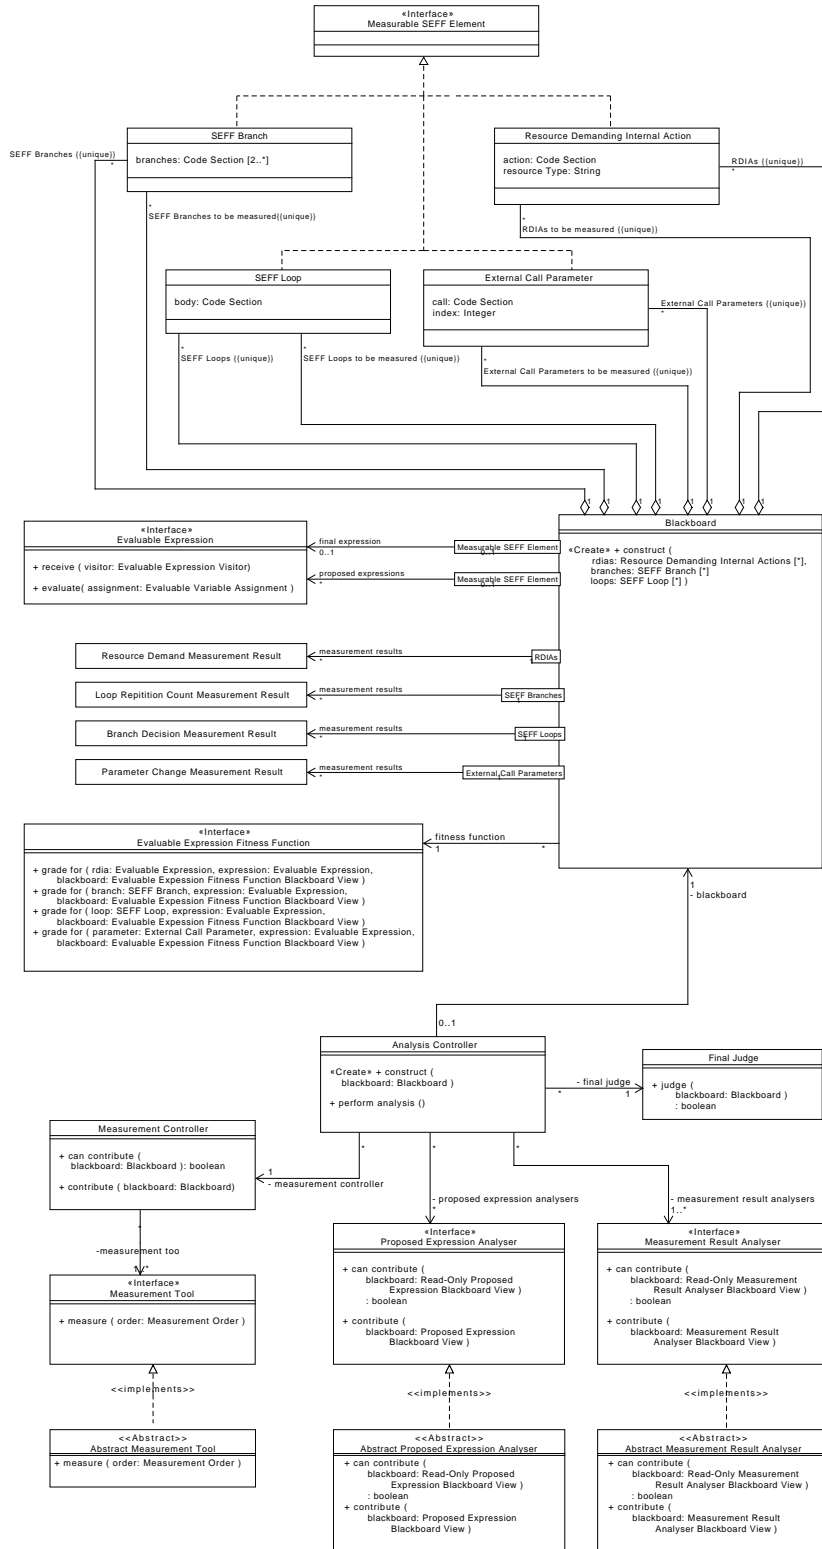 «Interface»
Measurable SEFF Element
SEFF Branch
branches: Code Section [2..*]
SEFF Branches {{unique}}
*
*
SEFF Branches to be measured{{unique}}
Resource Demanding Internal Action
action: Code Section
resource Type: String
RDIAs {{unique}}
*
*
RDIAs to be measured {{unique}}
SEFF Loop
body: Code Section
*
SEFF Loops {{unique}}
*
SEFF Loops to be measured {{unique}}
External Call Parameter
call: Code Section
index: Integer
External Call Parameters {{unique}}
*
*
External Call Parameters to be measured {{unique}}
1
1
1
1
1
1
1
1
Blackboard
«Create» + construct (
rdias: Resource Demanding Internal Actions [*],
branches: SEFF Branch [*]
loops: SEFF Loop [*] )
«Interface»
Evaluable Expression
+ receive ( visitor: Evaluable Expression Visitor)
+ evaluate( assignment: Evaluable Variable Assignment )
final expression
0..1
Measurable SEFF Element
0..1
proposed expressions
*
Measurable SEFF Element
0..1
Resource Demand Measurement Result
measurement results
*
RDIAs
Loop Repitition Count Measurement Result
measurement results
*
SEFF Branches
1
Branch Decision Measurement Result
measurement results
*
SEFF Loops
1
Parameter Change Measurement Result
measurement results
*
External Call Parameters
1
«Interface»
Evaluable Expression Fitness Function
+ grade for ( rdia: Evaluable Expression, expression: Evaluable Expression,
blackboard: Evaluable Expession Fitness Function Blackboard View )
+ grade for ( branch: SEFF Branch, expression: Evaluable Expression,
blackboard: Evaluable Expession Fitness Function Blackboard View )
+ grade for ( loop: SEFF Loop, expression: Evaluable Expression,
blackboard: Evaluable Expession Fitness Function Blackboard View )
+ grade for ( parameter: External Call Parameter, expression: Evaluable Expression,
blackboard: Evaluable Expession Fitness Function Blackboard View )
fitness function
1
*
1
- blackboard
0..1
Analysis Controller
«Create» + construct (
blackboard: Blackboard )
+ perform analysis ()
- final judge
*
1
Final Judge
+ judge (
blackboard: Blackboard )
: boolean
Measurement Controller
+ can contribute (
blackboard: Blackboard ): boolean
+ contribute ( blackboard: Blackboard)
*
1
- measurement controller
*
- proposed expression analysers
*
*
- measurement result analysers
1..*
*
-measurement too
1..*
«Interface»
Measurement Tool
+ measure ( order: Measurement Order )
«Interface»
Proposed Expression Analyser
+ can contribute (
blackboard: Read-Only Proposed
Expression Blackboard View )
: boolean
+ contribute (
blackboard: Proposed Expression
Blackboard View )
«Interface»
Measurement Result Analyser
+ can contribute (
blackboard: Read-Only Measurement
Result Analyser Blackboard View )
: boolean
+ contribute (
blackboard: Measurement Result
Analyser Blackboard View )
<<implements>>
<<implements>>
<<implements>>
<<Abstract>>
Abstract Measurement Tool
+ measure ( order: Measurement Order )
<<Abstract>>
Abstract Proposed Expression Analyser
+ can contribute (
blackboard: Read-Only Proposed
Expression Blackboard View )
: boolean
+ contribute (
blackboard: Proposed Expression
Blackboard View )
<<Abstract>>
Abstract Measurement Result Analyser
+ can contribute (
blackboard: Read-Only Measurement
Result Analyser Blackboard View )
: boolean
+ contribute (
blackboard: Measurement Result
Analyser Blackboard View )